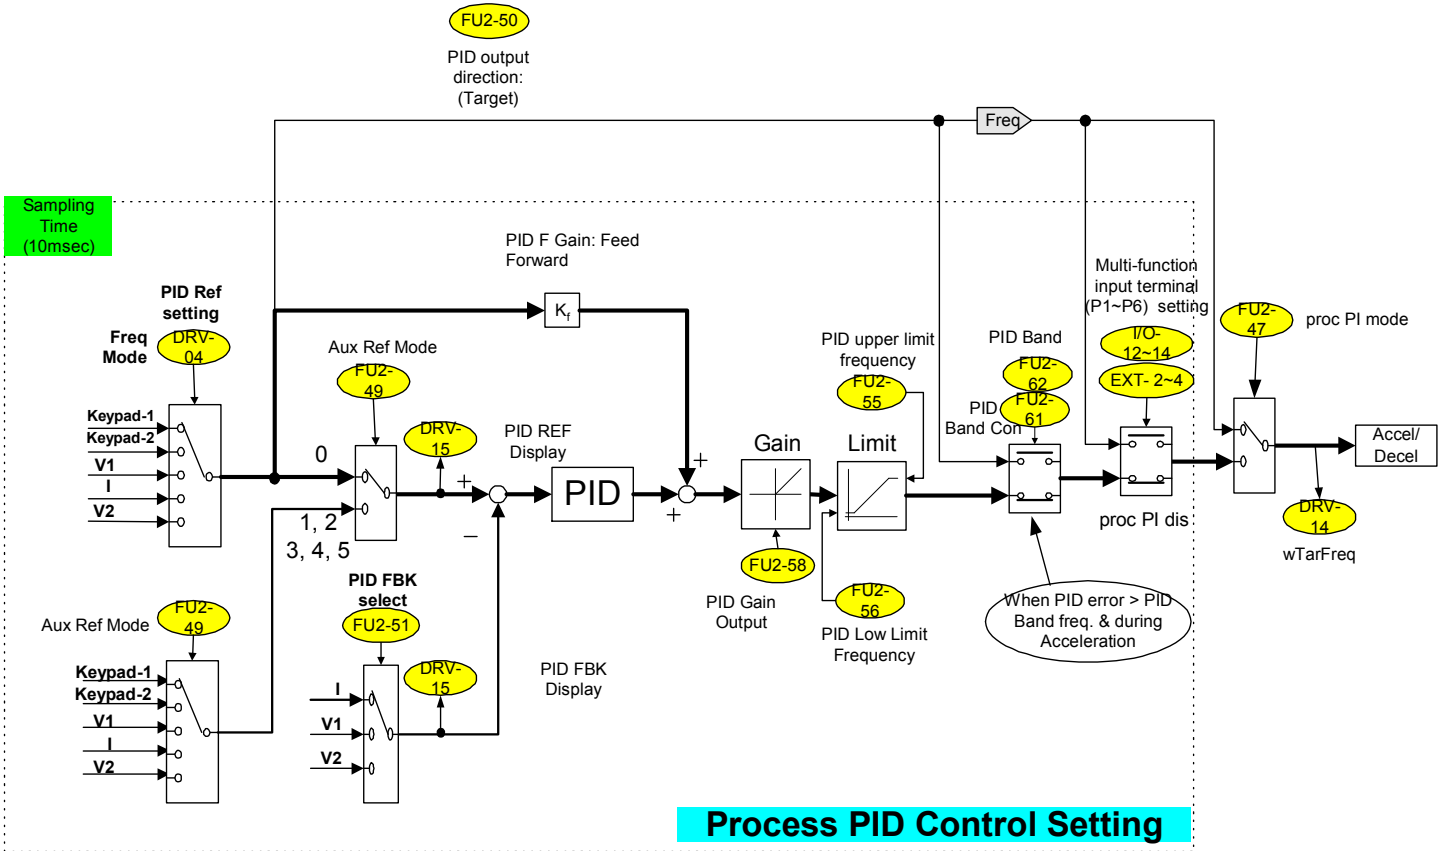 FU2-50
PID output
direction:
(Target)
Freq
Sampling
Time
(10msec)
PID F Gain: Feed
Forward
Kf
Multi-function
input terminal
(P1~P6) setting
I/O-
12~14
EXT- 2~4
PID Ref
setting
Freq
Mode
DRV-
04
Aux Ref Mode
FU2-
49
PID upper limit
frequency
FU2-
55
PID Band
FU2-
62
FU2-
61
PID
Band Con
FU2-
47
proc PI mode
Keypad-1
Keypad-2
V1
I
V2
0
1, 2
3, 4, 5
DRV-
15
PID REF
Display
+
−
PID
+
+
Gain
Limit
FU2-58
PID Gain
Output
FU2-
56
PID Low Limit
Frequency
proc PI dis
When PID error > PID
Band freq. & during
Acceleration
Accel/
Decel
DRV-
14
wTarFreq
Aux Ref Mode
FU2-
49
Keypad-1
Keypad-2
V1
I
V2
PID FBK
select
FU2-51
I
V1
V2
DRV-
15
PID FBK
Display
Process PID Control Setting